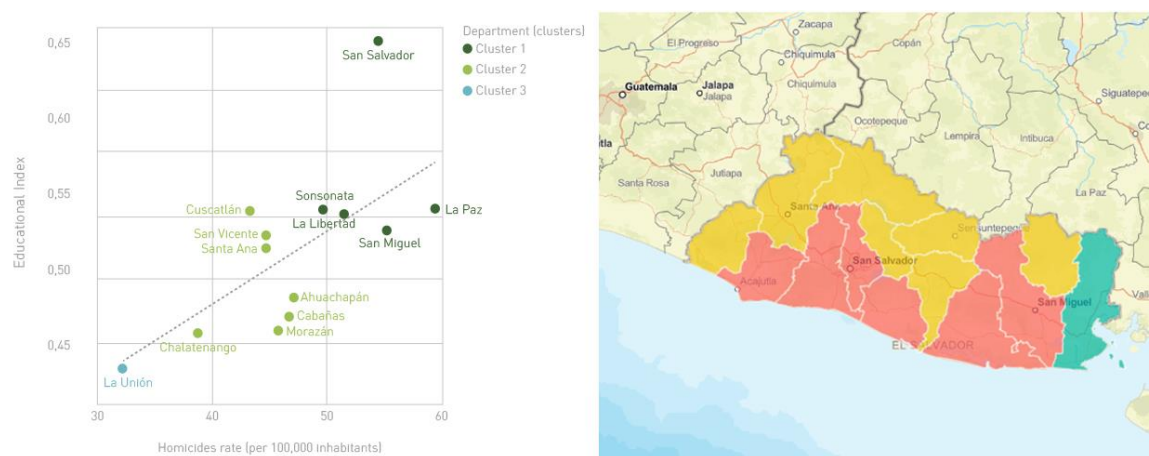 Department (clusters)
Cluster 1
Cluster 2
Cluster 3
0,65
0,60
0,55
0,50
0,45
Educational Index
San Salvador
Sonsonata
La Libertad
La Paz
San Miguel
Cuscatlán
San Vicente
Santa Ana
Ahuachapán
Cabañas
Morazán
Chalatenango
La Unión
30 40 50 60
Homicides rate (per 100,000 inhabitants)
Zacapa
Zacapa
El Progreso
Copán
Chiquimula
Chiquimula
Guatemala
Jalapa
Jalapa
Siguatepeq
Ocotepeque
Lempira
Intibuca
Santa Rosa
Jutiapa
La Paz
Santa Ana
Sensuntepeque
San Salvador
Acajutla
San Miguel
EL SALVADOR